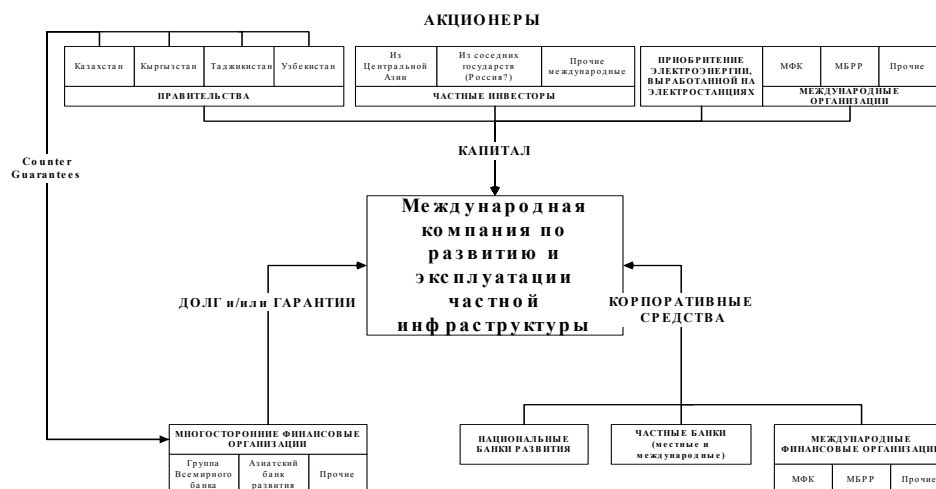 АКЦИОНЕРЫ
Казахстан
Кыргызстан
Таджикистан
Узбекистан
ПРАВИТЕЛЬСТВА
Из
Центральной
Азии
Из соседних
государств
(Россия?)
Прочие
международные
ЧАСТНЫЕ ИНВЕСТОРЫ
ПРИОБРИТЕНИЕ
ЭЛЕКТРОЭНЕРГИИ,
ВЫРАБОТАННОЙ НА
ЭЛЕКТРОСТАНЦИЯХ
МФК
МБРР
Прочие
МЕЖДУНАРОДНЫЕ
ОРГАНИЗАЦИИ
КАПИТАЛ
Counter
Guarantees
Международная
компания по
развитию и
эксплуатации
частной
инфраструктуры
ДОЛГ и/или ГАРАНТИИ
КОРПОРАТИВНЫЕ
СРЕДСТВА
МНОГОСТОРОННИЕ ФИНАНСОВЫЕ
ОРГАНИЗАЦИИ
Группа
Всемирного
банка
Азиатский
банк
развития
Прочие
НАЦИОНАЛЬНЫЕ
БАНКИ РАЗВИТИЯ
ЧАСТНЫЕ БАНКИ
(местные и
международные)
МЕЖДУНАРОДНЫЕ
ФИНАНСОВЫЕ ОРГАНИЗАЦИИ
МФК
МБРР
Прочие